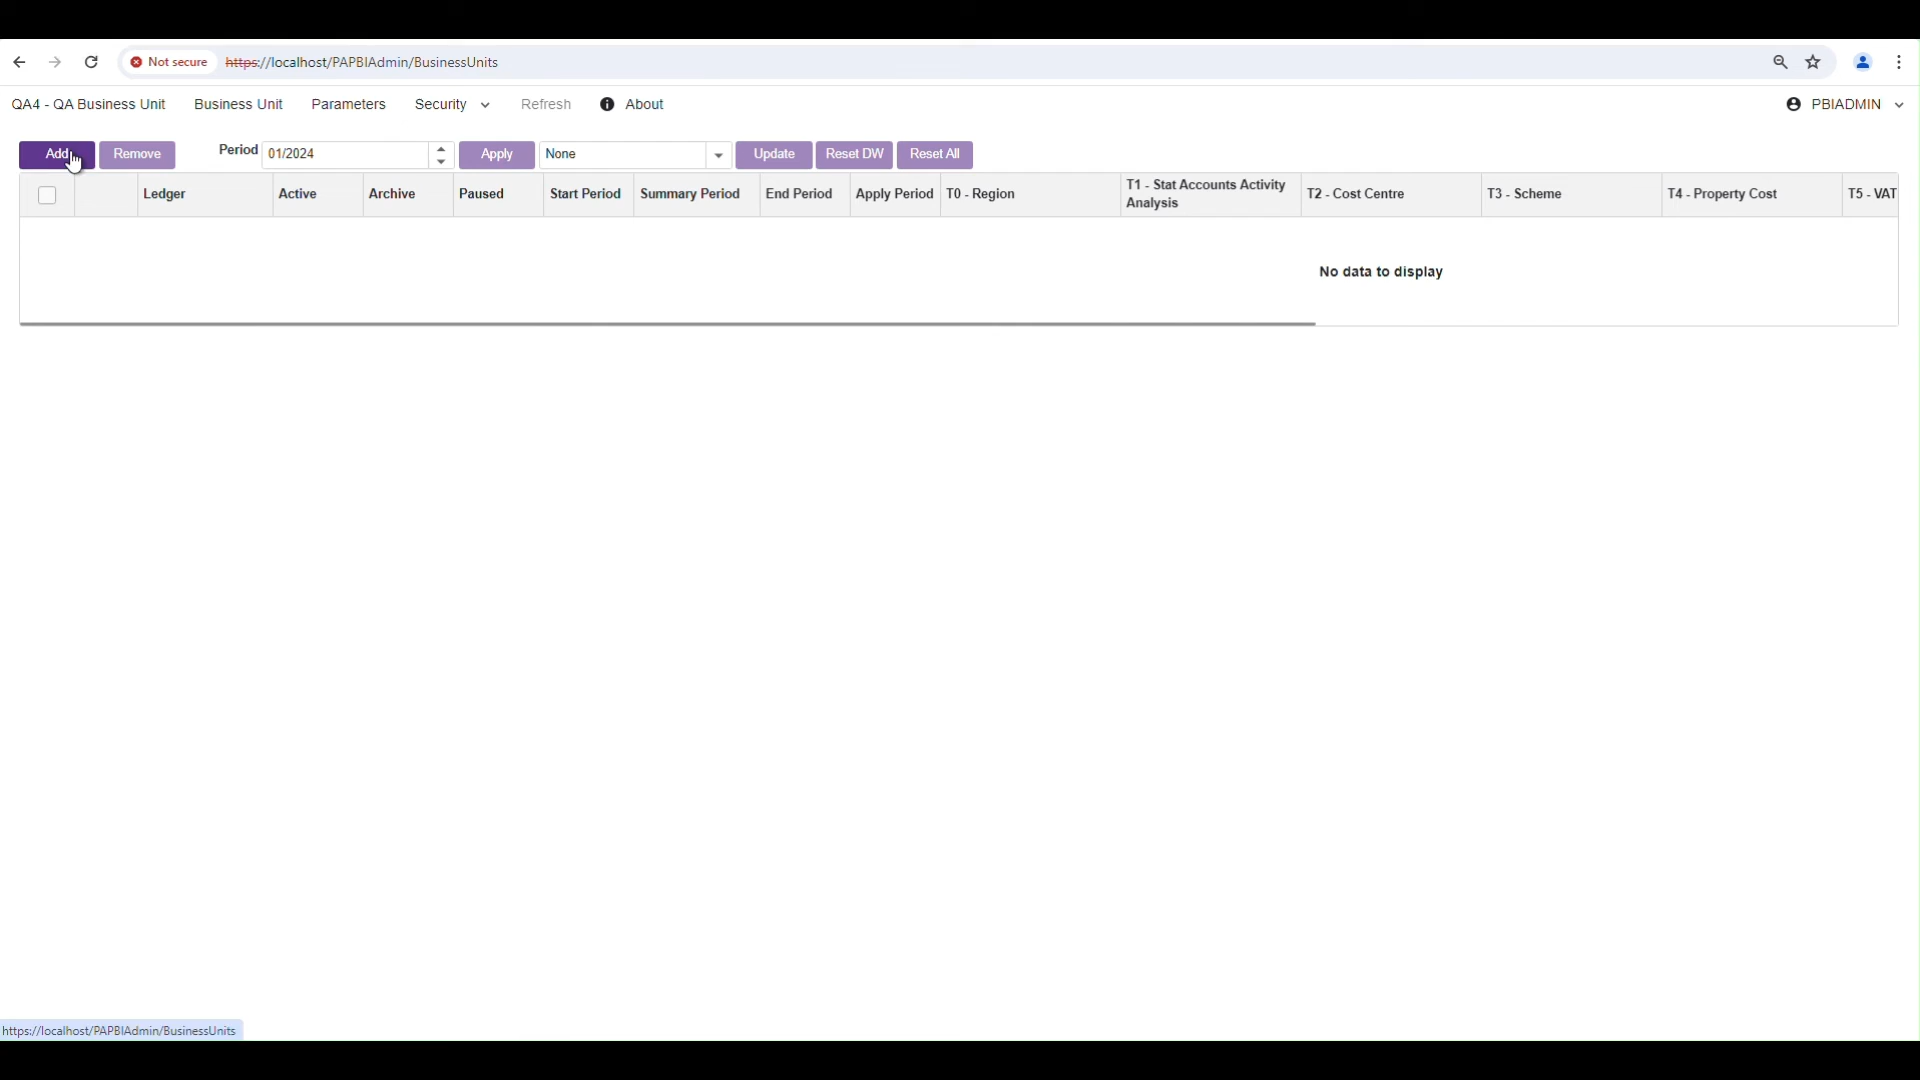 Not secure https://localhost/PAPBIAdmin/BusinessUnits
QA4 - QA Business Unit Business Unit Parameters Security Refresh About PBIADMIN
Add Remove Period 01/2024 Apply None Update Reset DW Reset All
Ledger Active Archive Paused Start Period Summary Period End Period Apply Period T0 - Region T1 - Stat Accounts Activity Analysis T2 - Cost Centre T3 - Scheme T4 - Property Cost T5 - VAT
No data to display
https://localhost/PAPBIAdmin/BusinessUnits